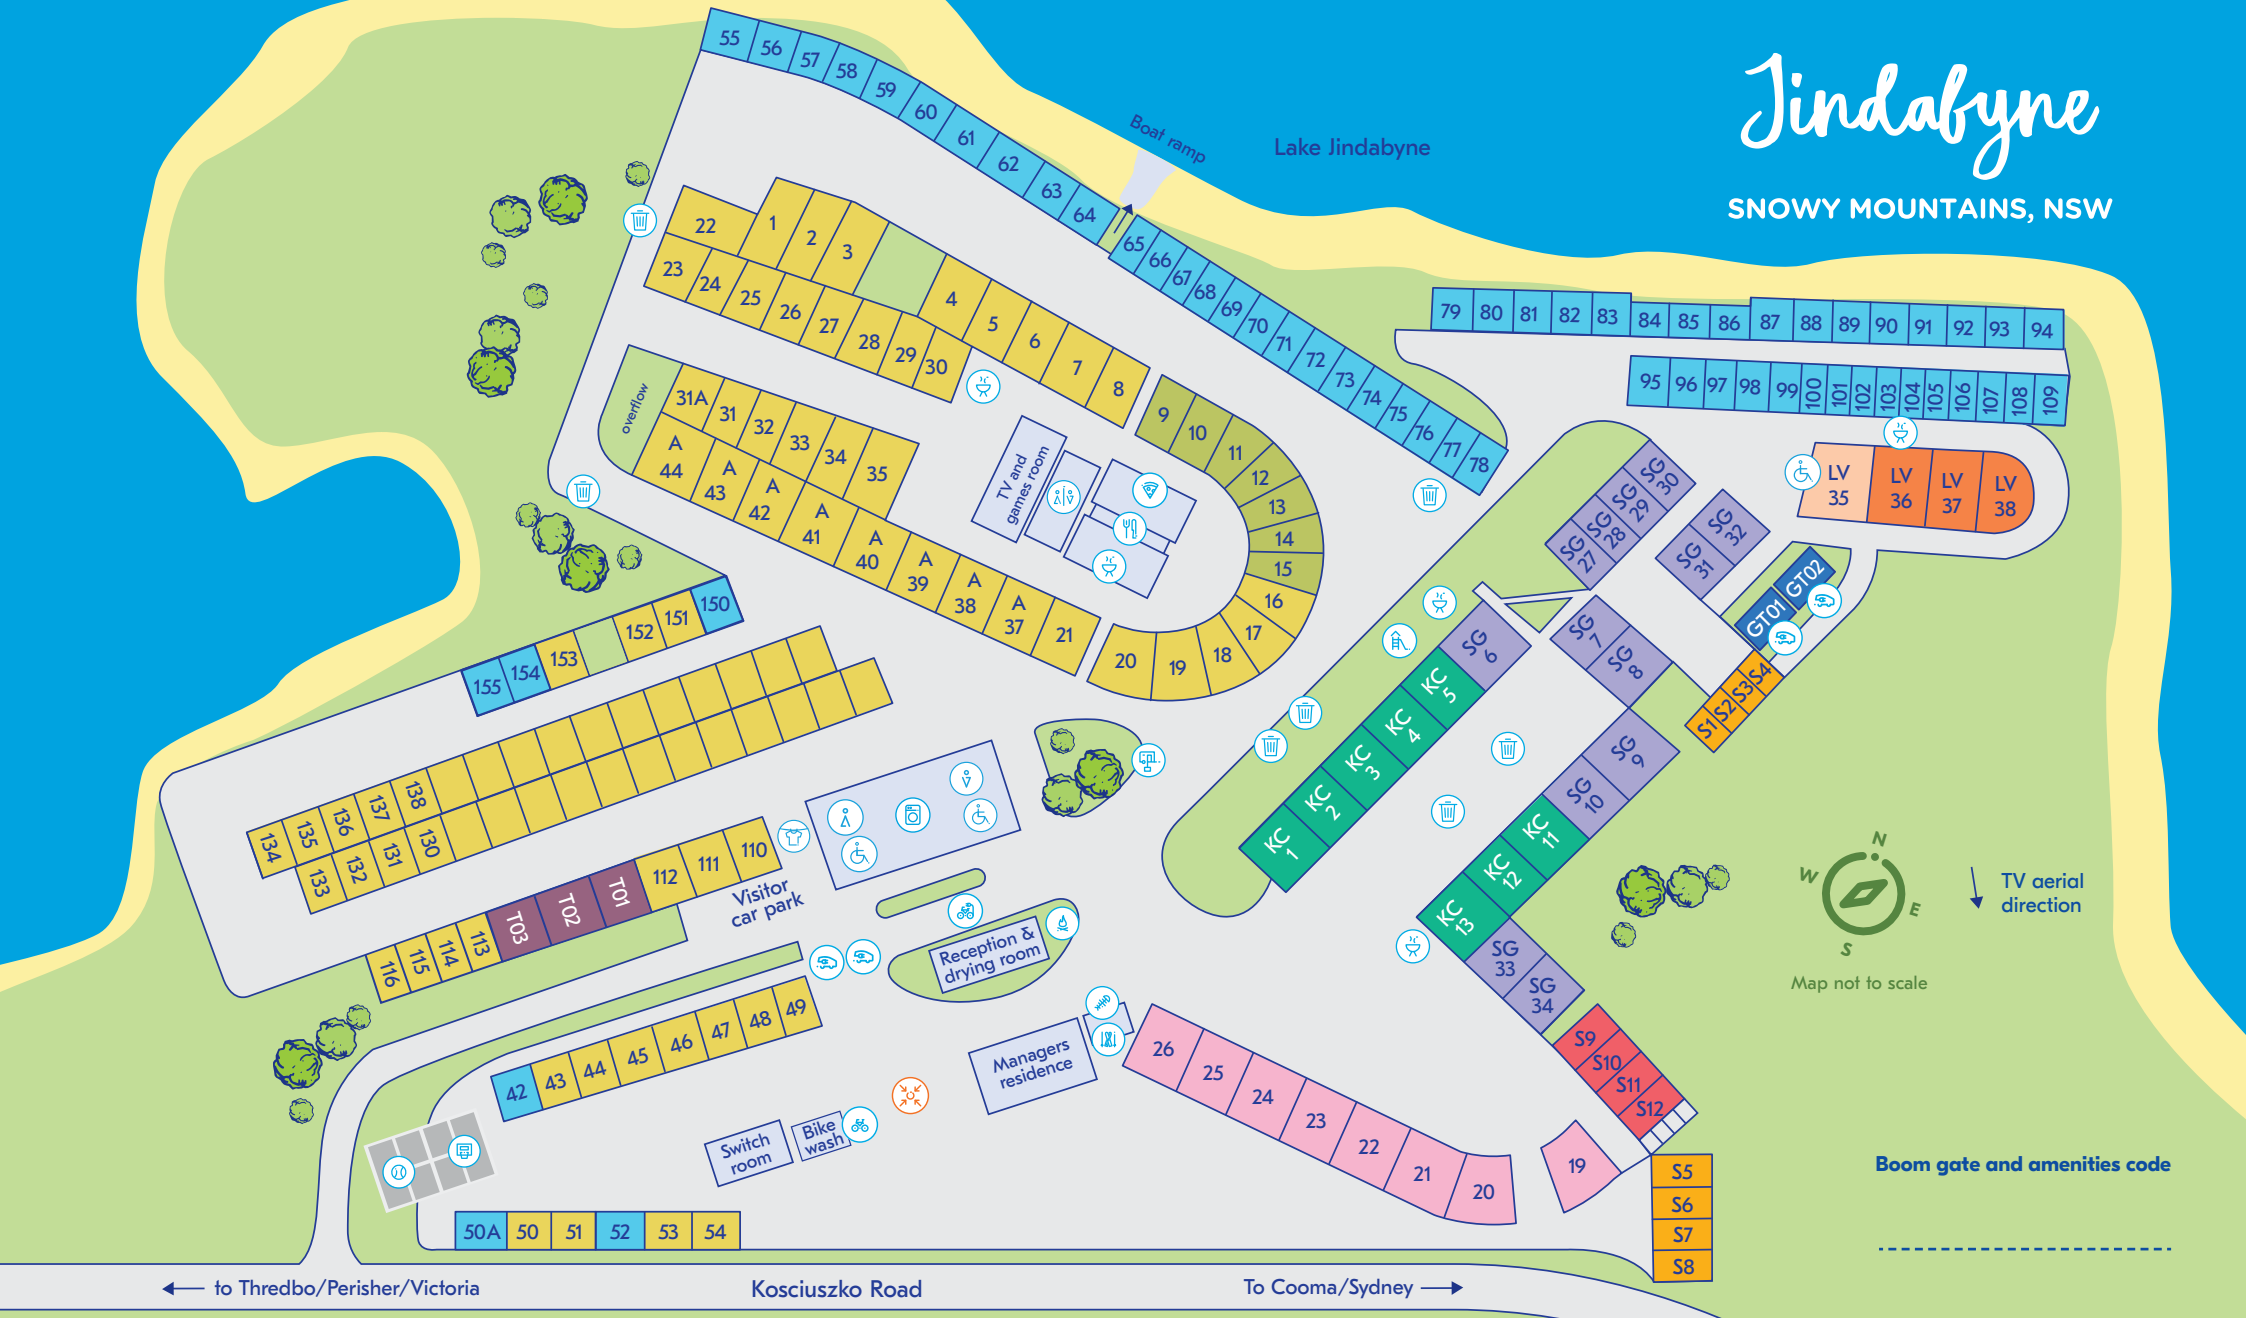 Jindabyne
SNOWY MOUNTAINS, NSW
Lake Jindabyne
Boat ramp
55
56
57
58
59
60
61
62
63
64
65
66
67
68
69
70
71
72
73
74
75
76
77
78
79
80
81
82
83
84
85
86
87
88
89
90
91
92
93
94
95
96
97
98
99
100
101
102
103
104
105
106
107
108
109
22
1
2
3
4
5
6
7
8
23
24
25
26
27
28
29
30
9
10
11
12
13
14
15
16
17
18
19
20
overflow
31A
31
32
33
34
35
A
44
A
43
A
42
A
41
A
40
A
39
A
38
A
37
21
TV and
games room
LV
35
LV
36
LV
37
LV
38
SG
27
SG
28
SG
29
SG
30
SG
31
SG
32
GT01
GT02
S1
S2
S3
S4
SG
6
SG
7
SG
8
SG
9
SG
10
KC
1
KC
2
KC
3
KC
4
KC
5
KC
11
KC
12
KC
13
SG
33
SG
34
S9
S10
S11
S12
S5
S6
S7
S8
155
154
153
152
151
150
134
135
136
137
138
133
132
131
130
116
115
114
113
T03
T02
T01
112
111
110
Visitor
car park
Reception &
drying room
42
43
44
45
46
47
48
49
Managers
residence
Switch
room
Bike
wash
26
25
24
23
22
21
20
19
50A
50
51
52
53
54
N
W
E
S
Map not to scale
TV aerial
direction
Boom gate and amenities code
to Thredbo/Perisher/Victoria
Kosciuszko Road
To Cooma/Sydney